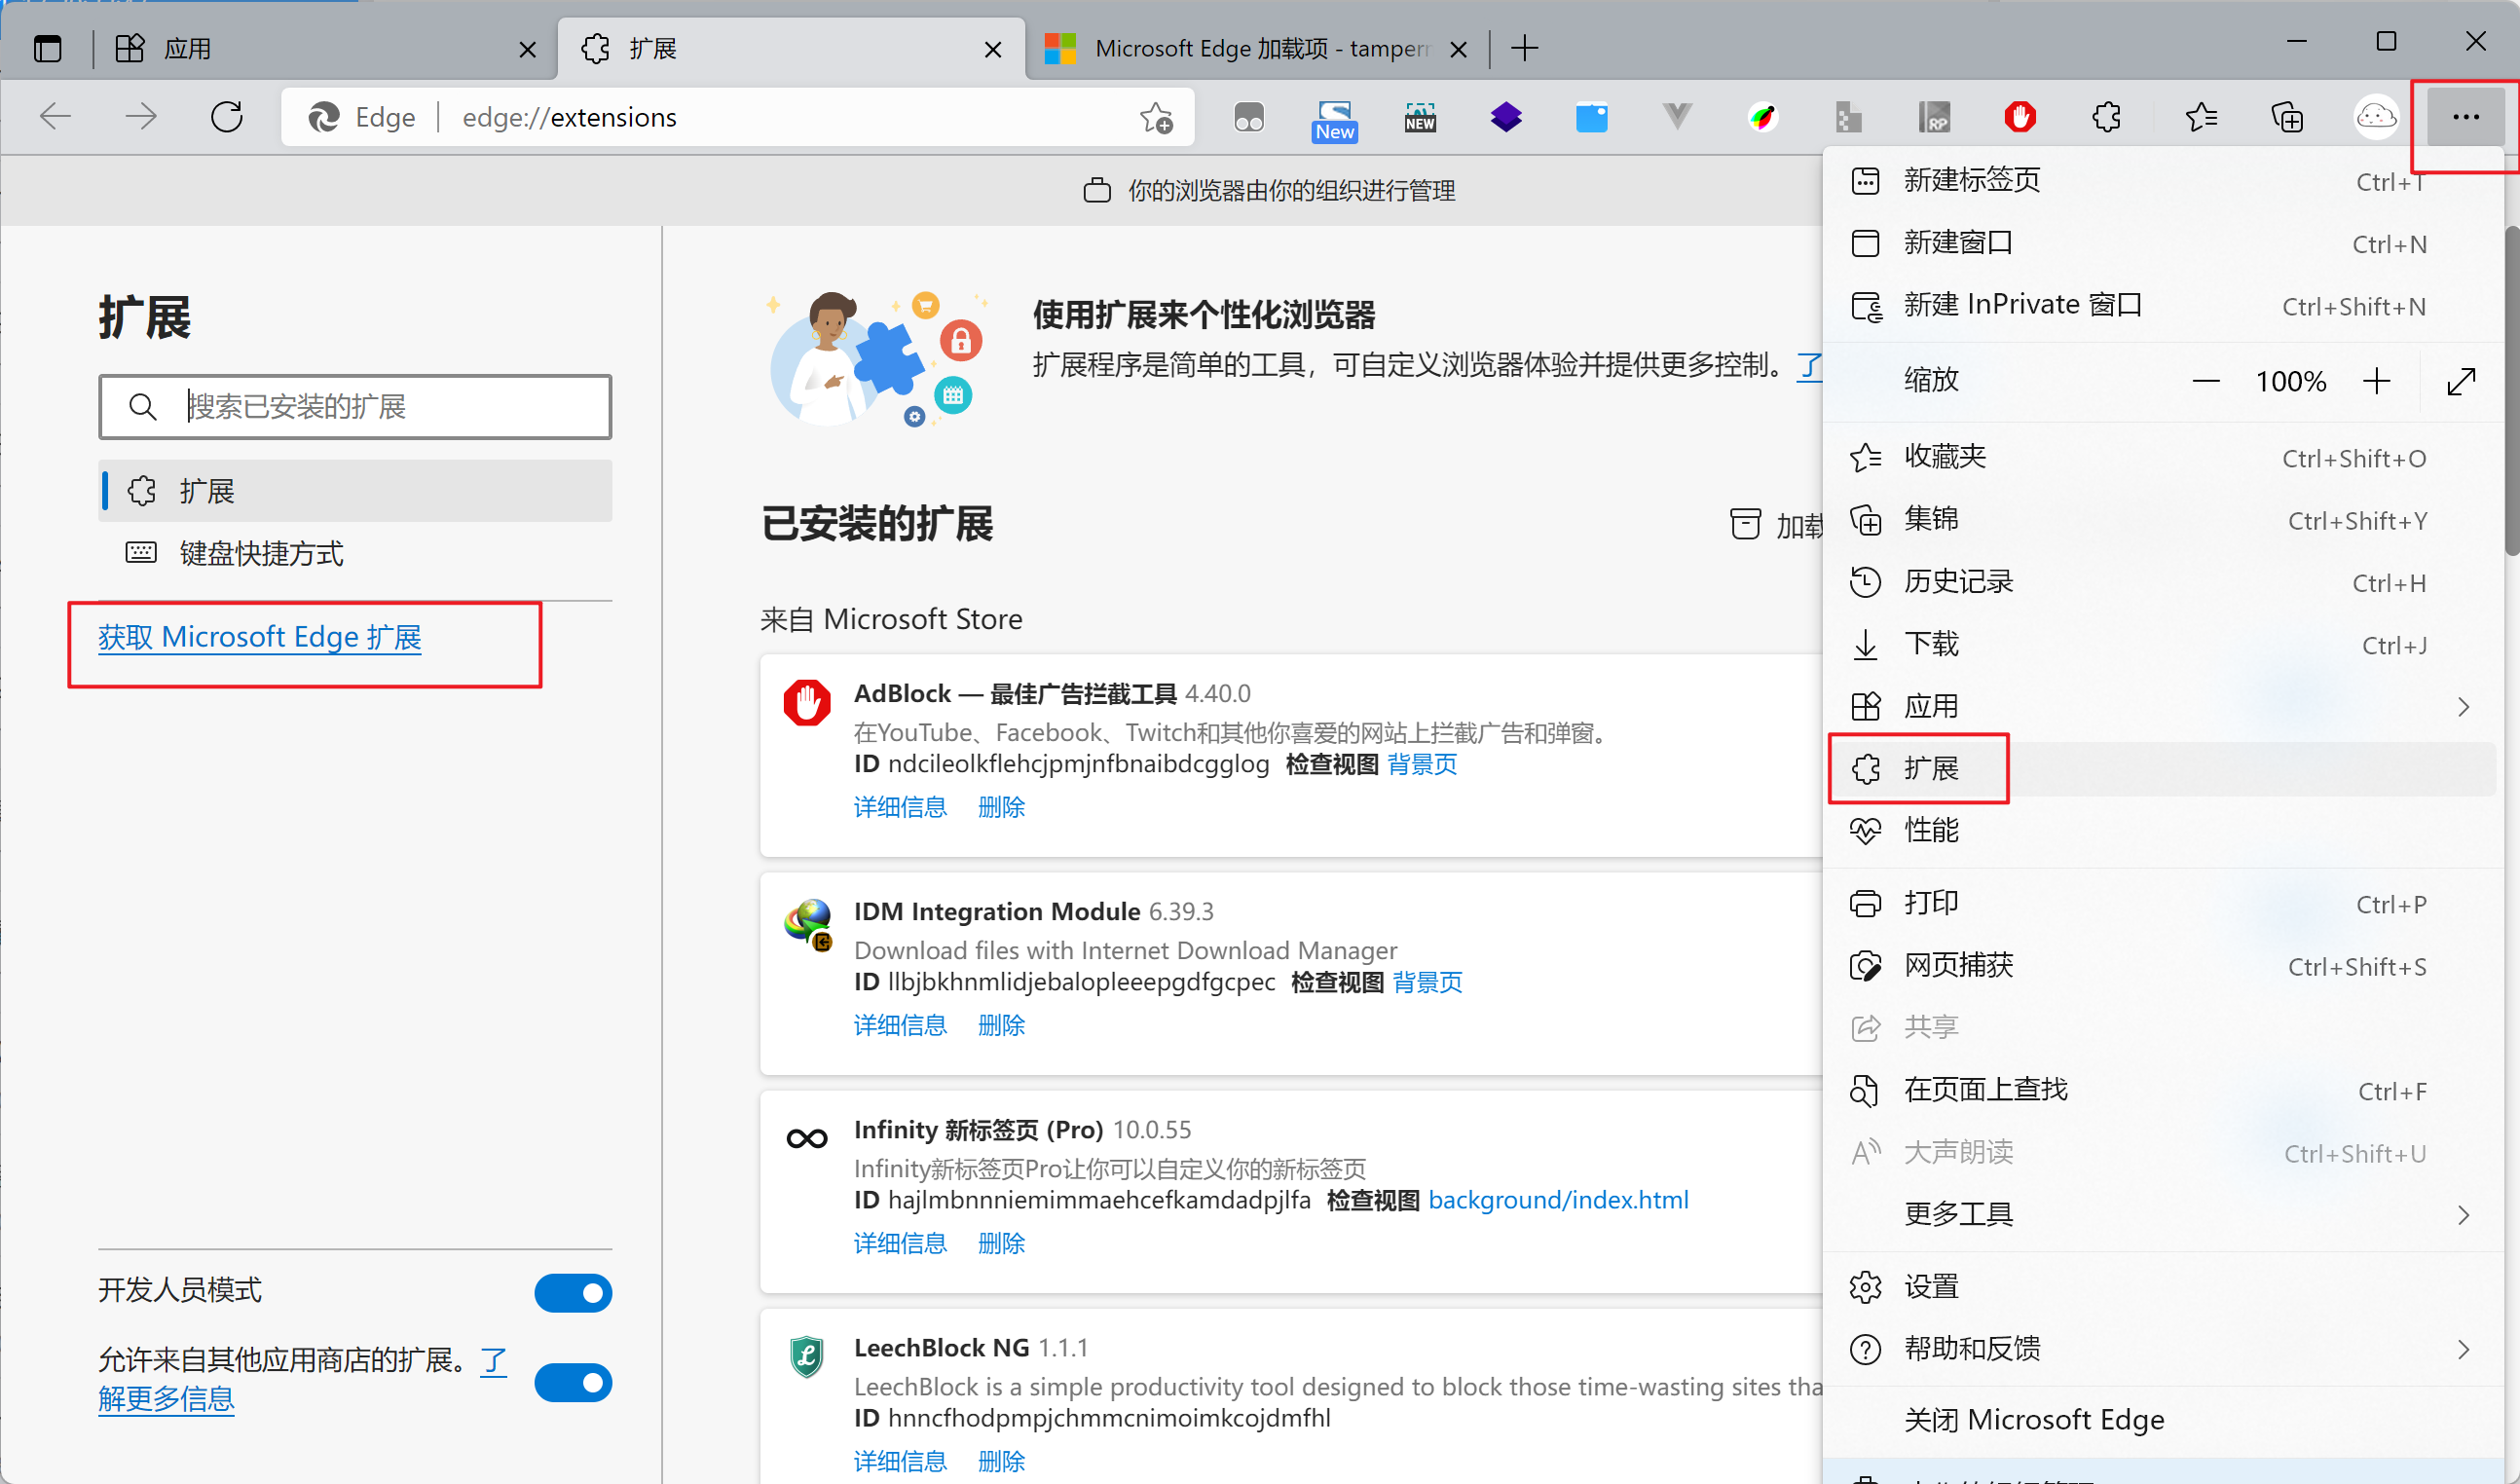 应用
扩展
Microsoft Edge 加载项 - tamper
Edge
edge://extensions
New
NEW
RP
你的浏览器由你的组织进行管理
扩展
搜索已安装的扩展
扩展
键盘快捷方式
获取 Microsoft Edge 扩展
开发人员模式
允许来自其他应用商店的扩展。了
解更多信息
使用扩展来个性化浏览器
扩展程序是简单的工具，可自定义浏览器体验并提供更多控制。了
已安装的扩展
加载
来自 Microsoft Store
AdBlock — 最佳广告拦截工具 4.40.0
在YouTube、Facebook、Twitch和其他你喜爱的网站上拦截广告和弹窗。
ID ndcileolkflehcjpmjnfbnaibdcgglog 检查视图 背景页
详细信息 删除
IDM Integration Module 6.39.3
Download files with Internet Download Manager
ID llbjbkhnmlidjebalopleeepgdfgcpec 检查视图 背景页
详细信息 删除
Infinity 新标签页 (Pro) 10.0.55
Infinity新标签页Pro让你可以自定义你的新标签页
ID hajlmbnnniemimmaehcefkamdadpjlfa 检查视图 background/index.html
详细信息 删除
LeechBlock NG 1.1.1
LeechBlock is a simple productivity tool designed to block those time-wasting sites tha
ID hnncfhodpmpjchmmcnimoimkcojdmfhl
详细信息 删除
新建标签页 Ctrl+T
新建窗口 Ctrl+N
新建 InPrivate 窗口 Ctrl+Shift+N
缩放 100%
收藏夹 Ctrl+Shift+O
集锦 Ctrl+Shift+Y
历史记录 Ctrl+H
下载 Ctrl+J
应用
扩展
性能
打印 Ctrl+P
网页捕获 Ctrl+Shift+S
共享
在页面上查找 Ctrl+F
大声朗读 Ctrl+Shift+U
更多工具
设置
帮助和反馈
关闭 Microsoft Edge